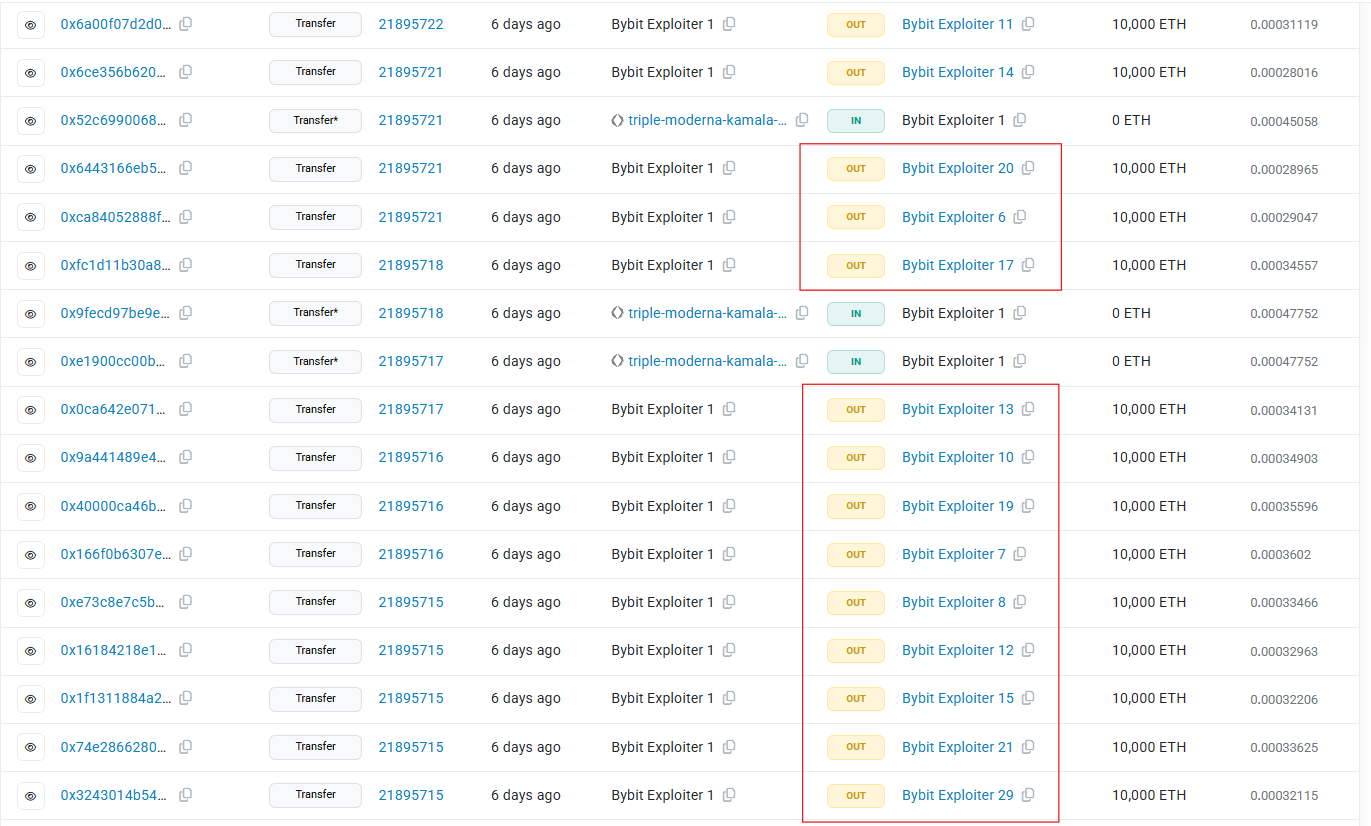 0x6a00f07d2d0... Transfer 21895722 6 days ago Bybit Exploiter 1 OUT Bybit Exploiter 11 10,000 ETH 0.00031119
0x6ce356b620... Transfer 21895721 6 days ago Bybit Exploiter 1 OUT Bybit Exploiter 14 10,000 ETH 0.00028016
0x52c6990068... Transfer* 21895721 6 days ago triple-moderna-kamala-... IN Bybit Exploiter 1 0 ETH 0.00045058
0x6443166eb5... Transfer 21895721 6 days ago Bybit Exploiter 1 OUT Bybit Exploiter 20 10,000 ETH 0.00028965
0xca84052888f... Transfer 21895721 6 days ago Bybit Exploiter 1 OUT Bybit Exploiter 6 10,000 ETH 0.00029047
0xfc1d11b30a8... Transfer 21895718 6 days ago Bybit Exploiter 1 OUT Bybit Exploiter 17 10,000 ETH 0.00034557
0x9fecd97be9e... Transfer* 21895718 6 days ago triple-moderna-kamala-... IN Bybit Exploiter 1 0 ETH 0.00047752
0xe1900cc00b... Transfer* 21895717 6 days ago triple-moderna-kamala-... IN Bybit Exploiter 1 0 ETH 0.00047752
0x0ca642e071... Transfer 21895717 6 days ago Bybit Exploiter 1 OUT Bybit Exploiter 13 10,000 ETH 0.00034131
0x9a441489e4... Transfer 21895716 6 days ago Bybit Exploiter 1 OUT Bybit Exploiter 10 10,000 ETH 0.00034903
0x40000ca46b... Transfer 21895716 6 days ago Bybit Exploiter 1 OUT Bybit Exploiter 19 10,000 ETH 0.00035596
0x166f0b6307e... Transfer 21895716 6 days ago Bybit Exploiter 1 OUT Bybit Exploiter 7 10,000 ETH 0.0003602
0xe73c8e7c5b... Transfer 21895715 6 days ago Bybit Exploiter 1 OUT Bybit Exploiter 8 10,000 ETH 0.00033466
0x16184218e1... Transfer 21895715 6 days ago Bybit Exploiter 1 OUT Bybit Exploiter 12 10,000 ETH 0.00032963
0x1f1311884a2... Transfer 21895715 6 days ago Bybit Exploiter 1 OUT Bybit Exploiter 15 10,000 ETH 0.00032206
0x74e2866280... Transfer 21895715 6 days ago Bybit Exploiter 1 OUT Bybit Exploiter 21 10,000 ETH 0.00033625
0x3243014b54... Transfer 21895715 6 days ago Bybit Exploiter 1 OUT Bybit Exploiter 29 10,000 ETH 0.00032115